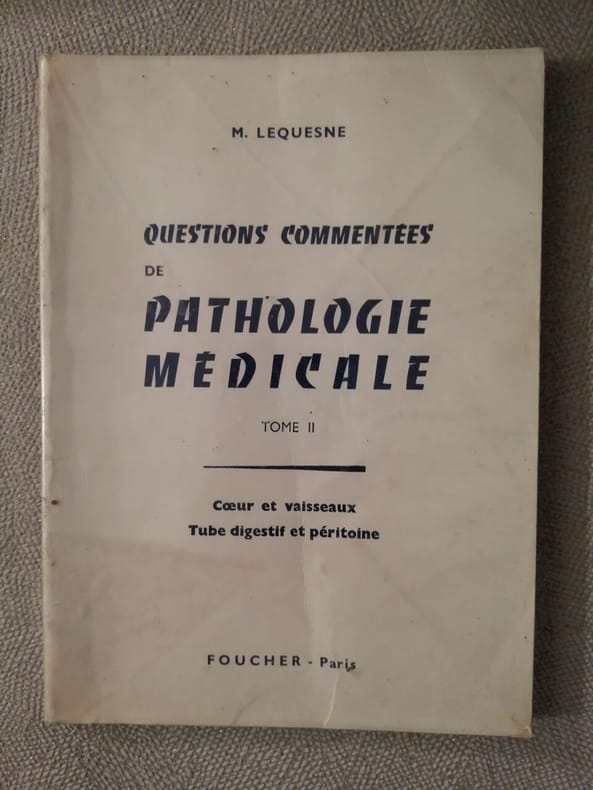 M. LEQUESNE
QUESTIONS COMMENTÉES
DE
PATHOLOGIE
MÉDICALE
TOME II
Cœur et vaisseaux
Tube digestif et péritoine
FOUCHER - Paris